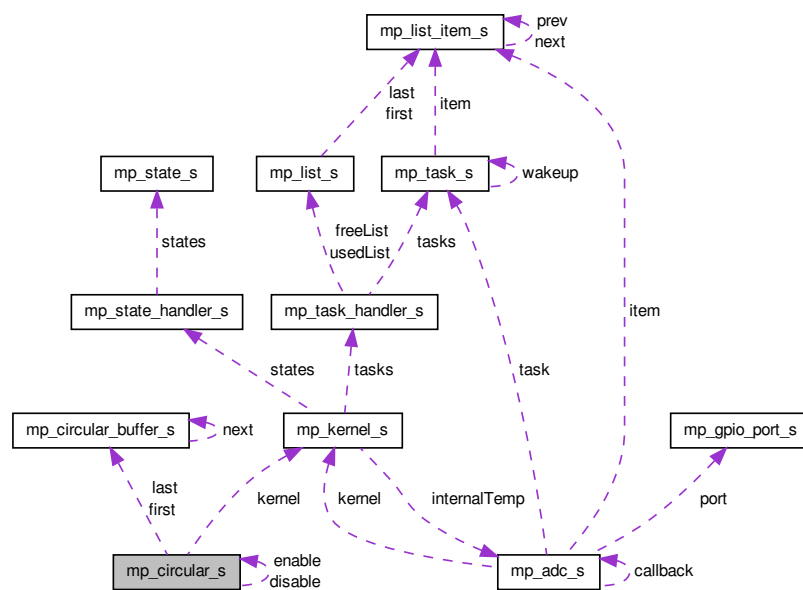 mp_list_item_s
prev
next
last
first
item
mp_state_s
mp_list_s
mp_task_s
wakeup
states
freeList
usedList
tasks
mp_state_handler_s
mp_task_handler_s
item
states
tasks
task
mp_circular_buffer_s
next
mp_kernel_s
mp_gpio_port_s
last
first
kernel
kernel
internalTemp
port
mp_circular_s
enable
disable
mp_adc_s
callback